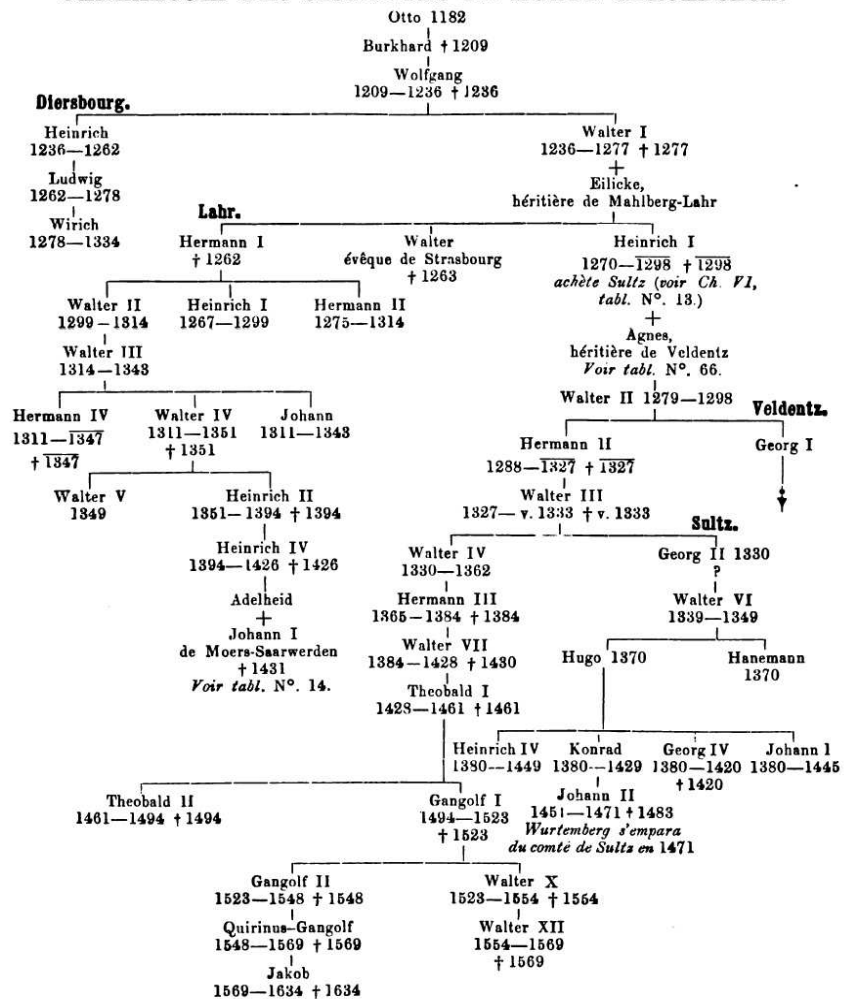 Otto 1182
Burkhard † 1209
Wolfgang
1209—1236 † 1236
Diersbourg.
Heinrich
1236—1262
Ludwig
1262—1278
Wirich
1278—1334
Walter I
1236—1277 † 1277
+
Eilicke,
héritière de Mahlberg-Lahr
Lahr.
Hermann I
† 1262
Walter
évêque de Strasbourg
† 1263
Heinrich I
1270—1298 † 1298
achète Sultz (voir Ch. VI,
tabl. N°. 13.)
+
Agnes,
héritière de Veldentz
Voir tabl. N°. 66.
Walter II
1299—1314
Heinrich I
1267—1299
Hermann II
1275—1314
Walter III
1314—1343
Hermann IV
1311—1347
† 1347
Walter IV
1311—1351
† 1351
Johann
1311—1343
Walter V
1349
Heinrich II
1351—1394 † 1394
Heinrich IV
1394—1426 † 1426
Adelheid
+
Johann I
de Moers-Saarwerden
† 1431
Voir tabl. N°. 14.
Walter II 1279—1298
Veldentz.
Hermann II
1288—1327 † 1327
Georg I
Walter III
1327— v. 1333 † v. 1333
Sultz.
Walter IV
1330—1362
Georg II 1330
?
Hermann III
1365—1384 † 1384
Walter VI
1339—1349
Walter VII
1384—1428 † 1430
Hugo 1370
Hanemann
1370
Theobald I
1428—1461 † 1461
Heinrich IV
1380--1449
Konrad
1380--1429
Georg IV
1380—1420
† 1420
Johann I
1380—1445
Johann II
1451—1471 † 1483
Wurtemberg s'empara
du comté de Sultz en 1471
Theobald II
1461—1494 † 1494
Gangolf I
1494—1523
† 1523
Gangolf II
1523—1548 † 1548
Walter X
1523—1554 † 1554
Quirinus-Gangolf
1548—1569 † 1569
Walter XII
1554—1569
† 1569
Jakob
1569—1634 † 1634